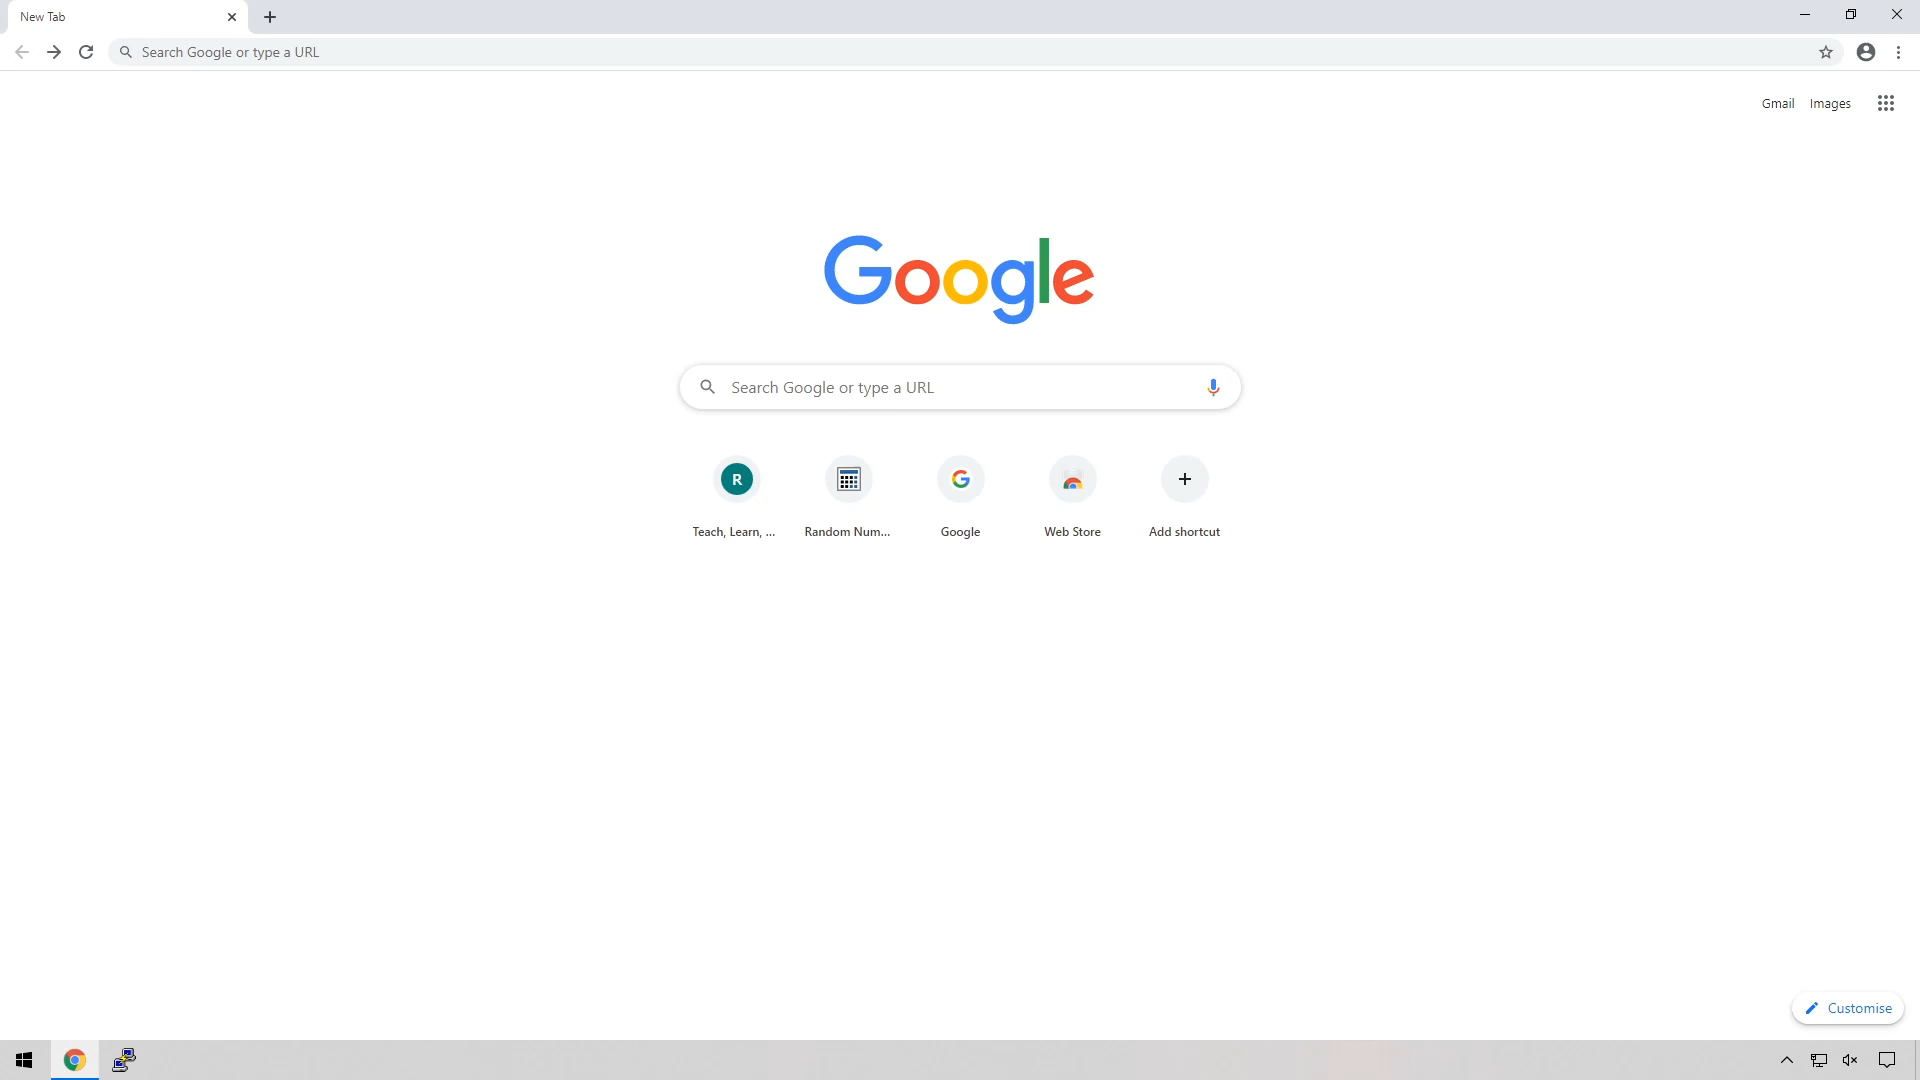 New Tab
Search Google or type a URL
Gmail Images
Google
Search Google or type a URL
R
Teach, Learn, ... Random Num... Google Web Store Add shortcut
Customise